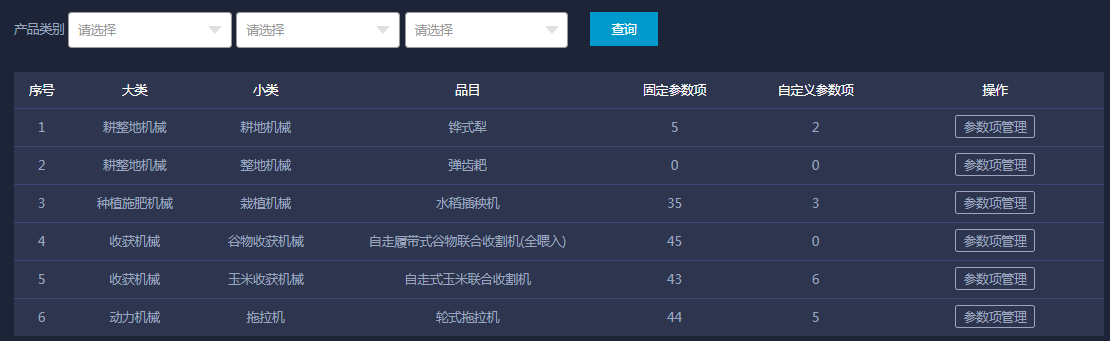 产品类别 请选择 请选择 请选择 查询
序号 大类 小类 品目 固定参数项 自定义参数项 操作
1 耕整地机械 耕地机械 铧式犁 5 2 参数项管理
2 耕整地机械 整地机械 弹齿耙 0 0 参数项管理
3 种植施肥机械 栽植机械 水稻插秧机 35 3 参数项管理
4 收获机械 谷物收获机械 自走履带式谷物联合收割机(全喂入) 45 0 参数项管理
5 收获机械 玉米收获机械 自走式玉米联合收割机 43 6 参数项管理
6 动力机械 拖拉机 轮式拖拉机 44 5 参数项管理